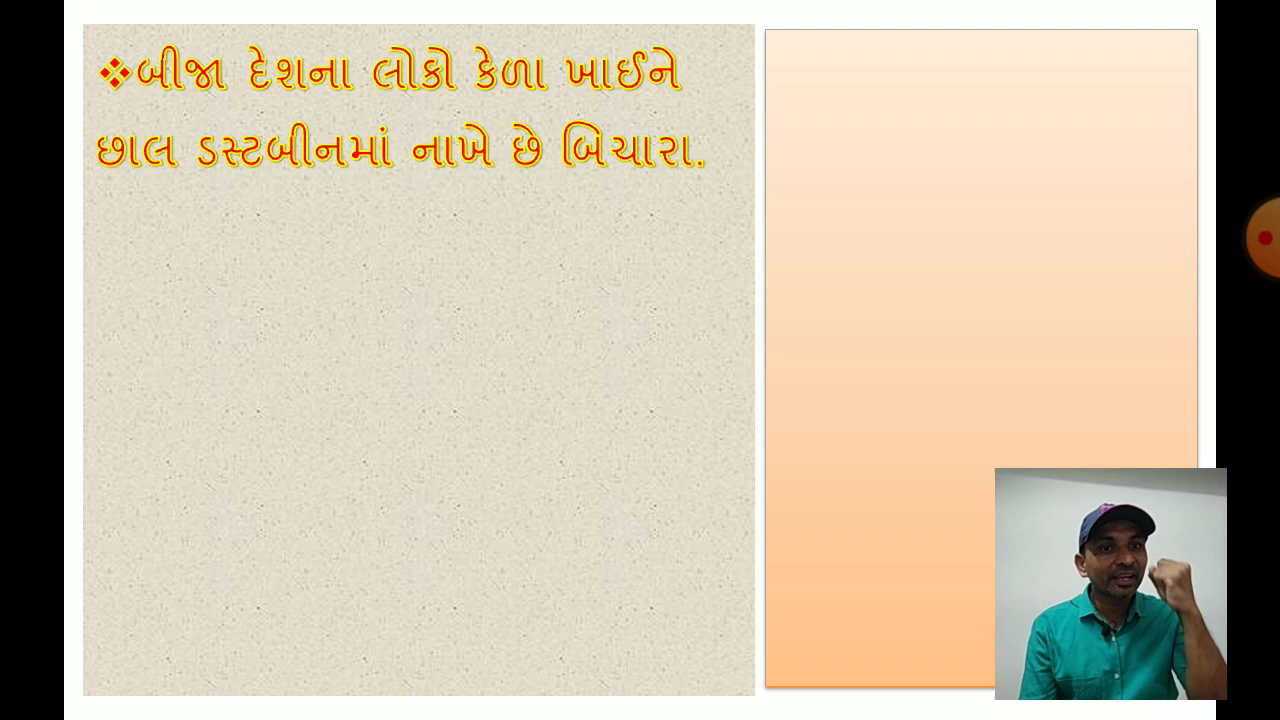 ❖બીજા દેશના લોકો કેળા ખાઈને
છાલ ડસ્ટબીનમાં નાખે છે બિચારા.